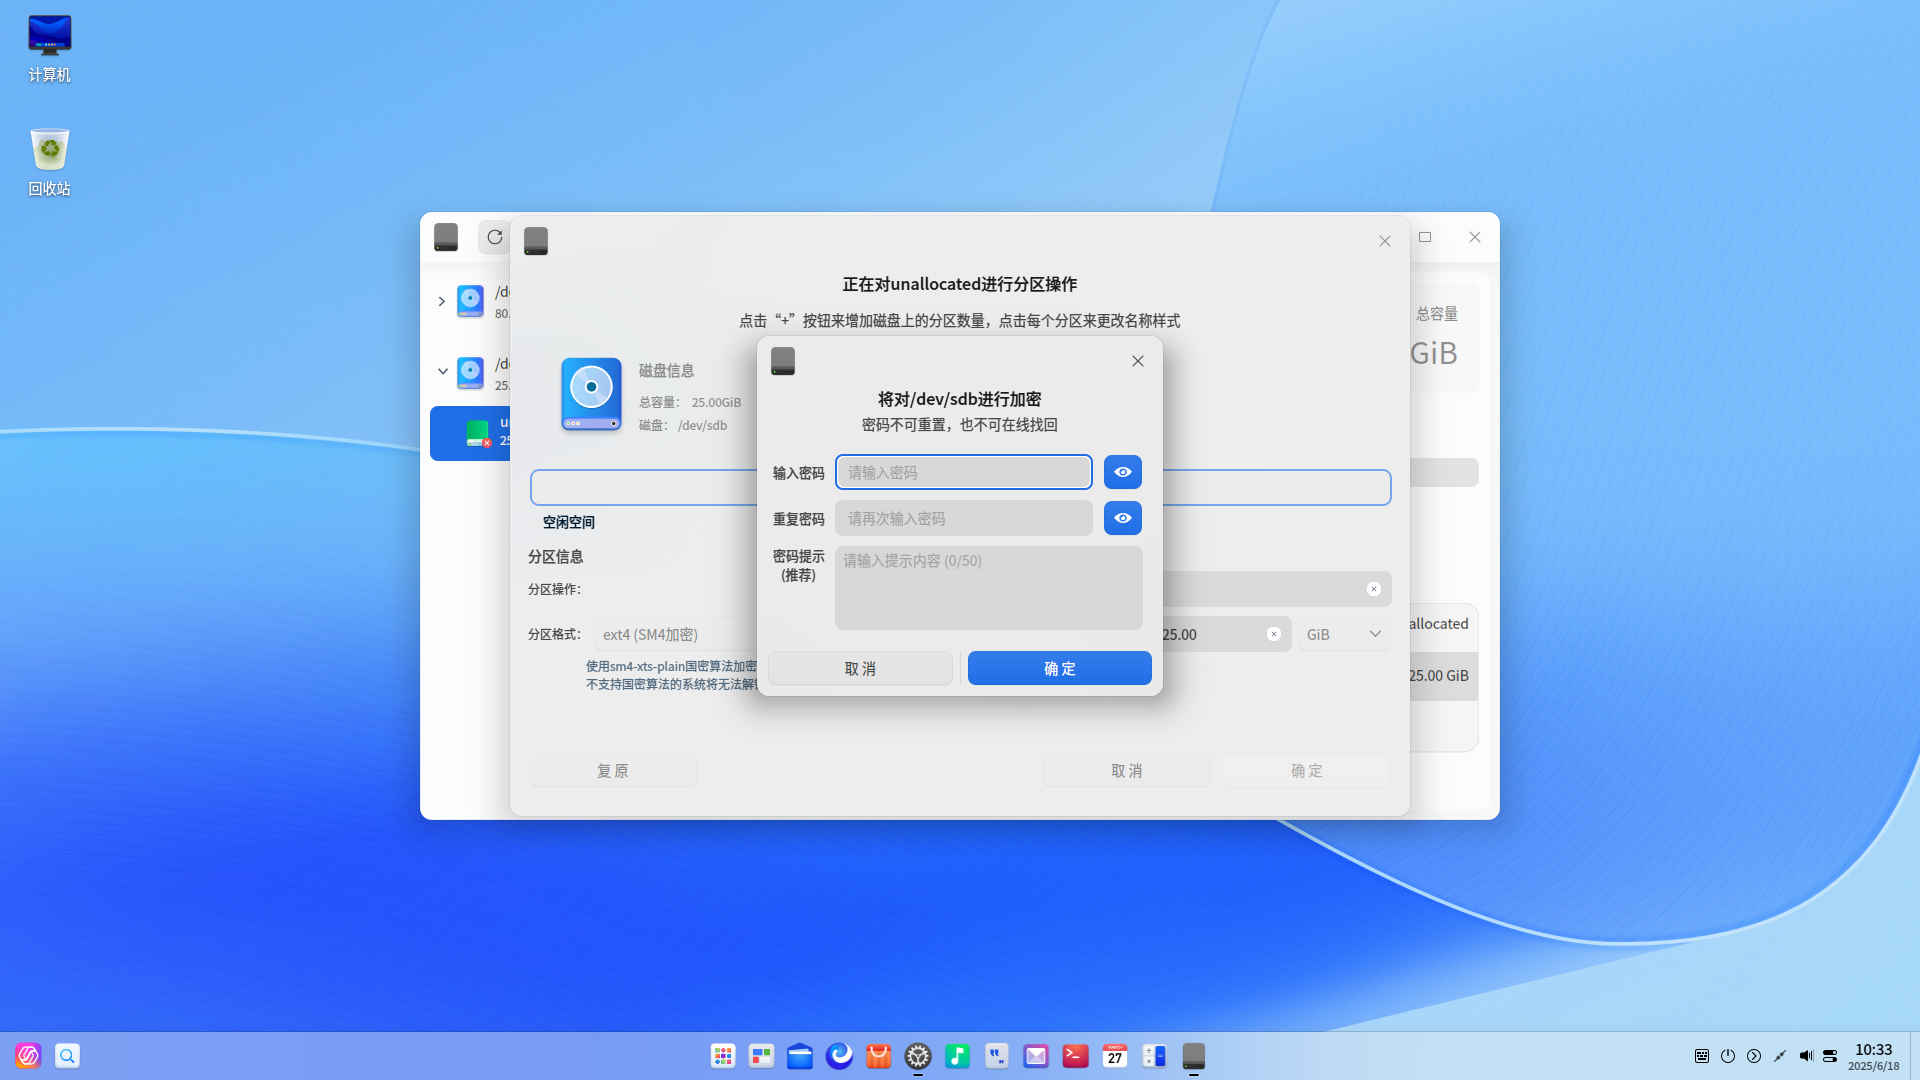 计算机
回收站
/de
80.
/de
25.
un
25
总容量
GiB
allocated
25.00 GiB
正在对unallocated进行分区操作
点击“+”按钮来增加磁盘上的分区数量，点击每个分区来更改名称样式
磁盘信息
总容量： 25.00GiB
磁盘： /dev/sdb
空闲空间
分区信息
分区操作：
分区格式： ext4 (SM4加密)
25.00
GiB
使用sm4-xts-plain国密算法加密
不支持国密算法的系统将无法解
复 原
取 消
确 定
将对/dev/sdb进行加密
密码不可重置，也不可在线找回
输入密码 请输入密码
重复密码 请再次输入密码
密码提示 请输入提示内容 (0/50)
(推荐)
取 消
确 定
27
10:33
2025/6/18